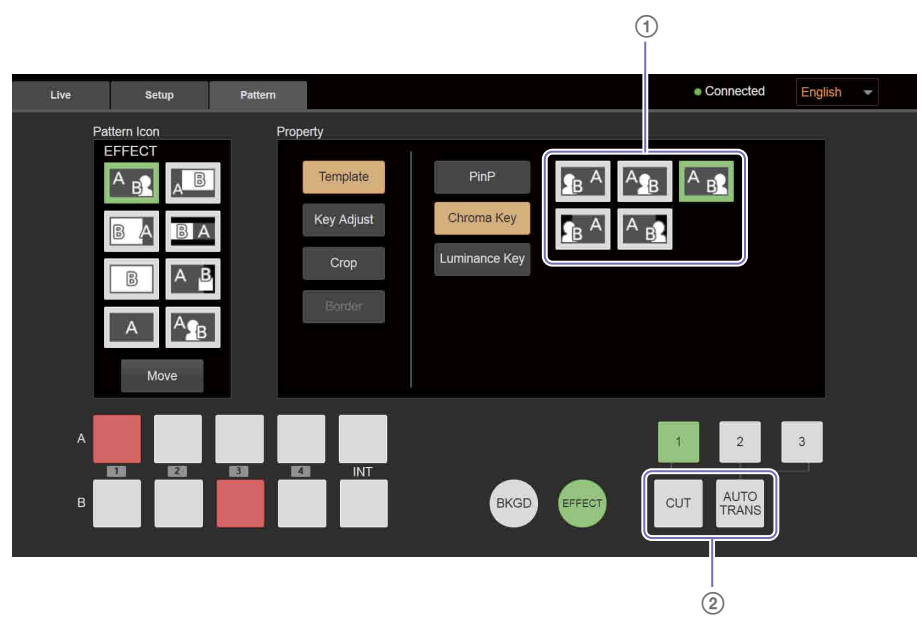 ①
Live Setup Pattern Connected English
Pattern Icon Property
EFFECT
A B
A B
B A
B A
B
A B
A
A B
Move
Template
Key Adjust
Crop
Border
PinP
Chroma Key
Luminance Key
B A
A B
A B
B A
A B
A
1 2 3 4 INT
B
BKGD EFFECT
1 2 3
CUT AUTO
TRANS
②